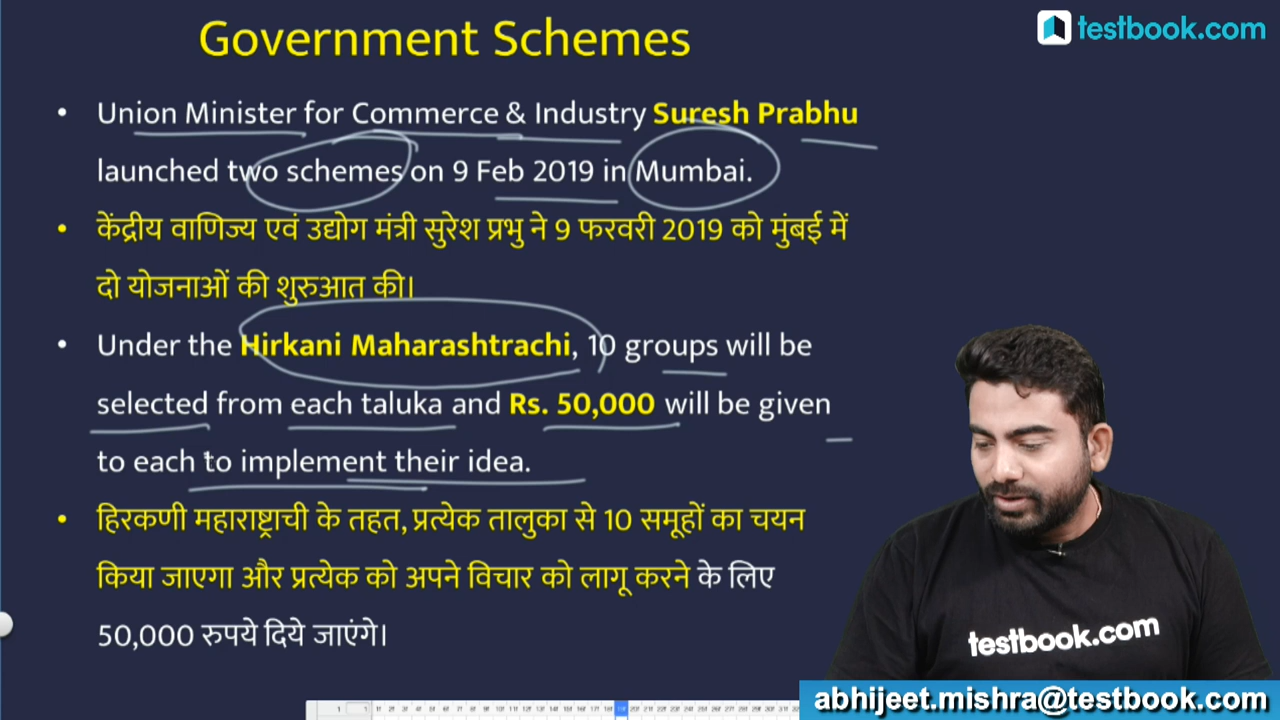 Government Schemes
testbook.com
• Union Minister for Commerce & Industry Suresh Prabhu
launched two schemes on 9 Feb 2019 in Mumbai.
• केंद्रीय वाणिज्य एवं उद्योग मंत्री सुरेश प्रभु ने 9 फरवरी 2019 को मुंबई में
दो योजनाओं की शुरुआत की।
• Under the Hirkani Maharashtrachi, 10 groups will be
selected from each taluka and Rs. 50,000 will be given
to each to implement their idea.
• हिरकणी महाराष्ट्राची के तहत, प्रत्येक तालुका से 10 समूहों का चयन
किया जाएगा और प्रत्येक को अपने विचार को लागू करने के लिए
50,000 रुपये दिये जाएंगे।
testbook.com
abhijeet.mishra@testbook.com